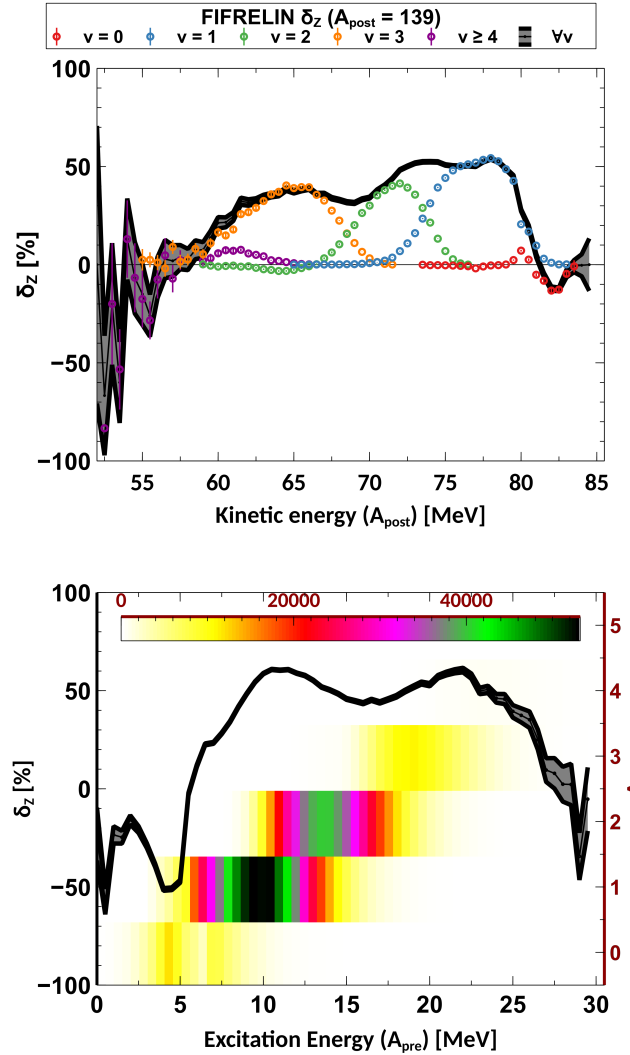 FIFRELIN δZ (Apost = 139)
ν = 0 ν = 1 ν = 2 ν = 3 ν ≥ 4 ∀ν
100
50
0
−50
−100
δZ [%]
55 60 65 70 75 80 85
Kinetic energy (Apost) [MeV]
100
50
0
−50
−100
δZ [%]
0 20000 40000
5
4
3
2
1
0
0 5 10 15 20 25 30
Excitation Energy (Apre) [MeV]